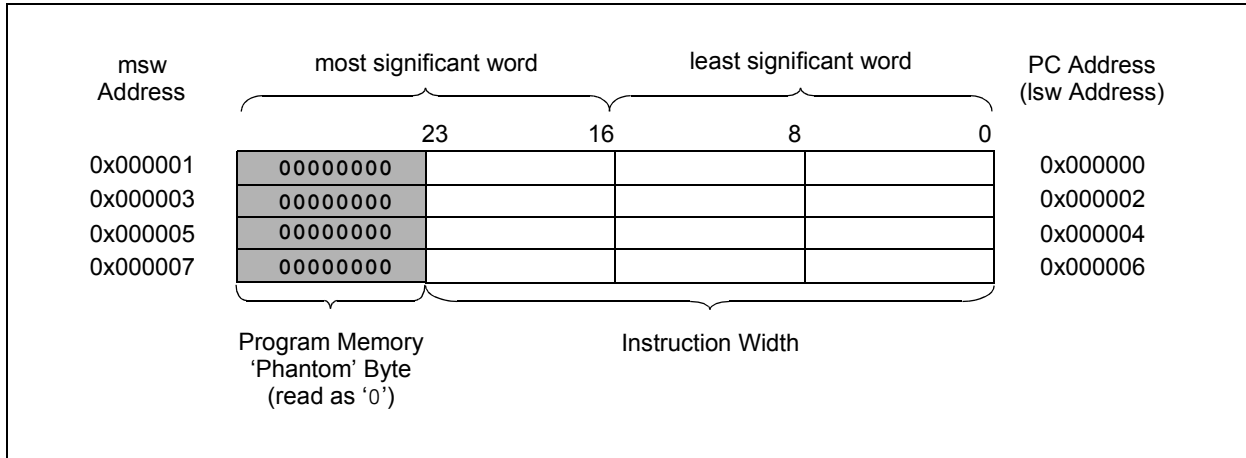 msw
Address
most significant word
least significant word
PC Address
(lsw Address)
23 16 8 0
0x000001 00000000 0x000000
0x000003 00000000 0x000002
0x000005 00000000 0x000004
0x000007 00000000 0x000006
Program Memory
‘Phantom’ Byte
(read as ‘0’)
Instruction Width